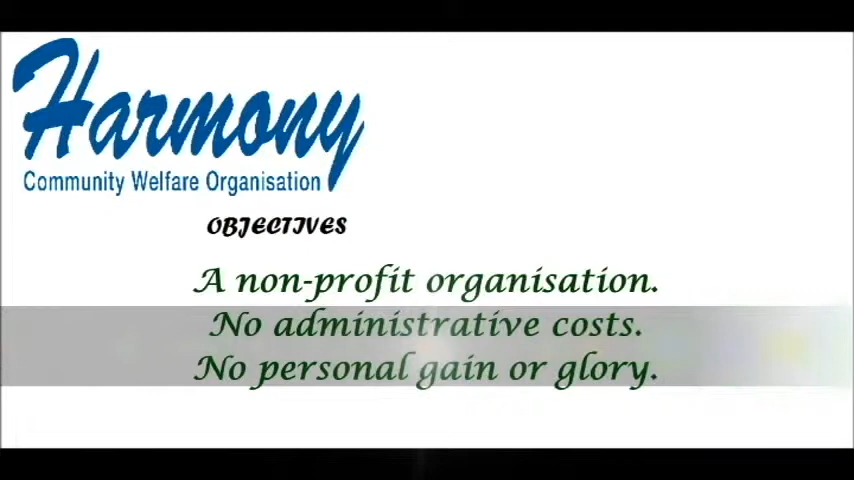 Harmony
Community Welfare Organisation
OBJECTIVES
A non-profit organisation.
No administrative costs.
No personal gain or glory.